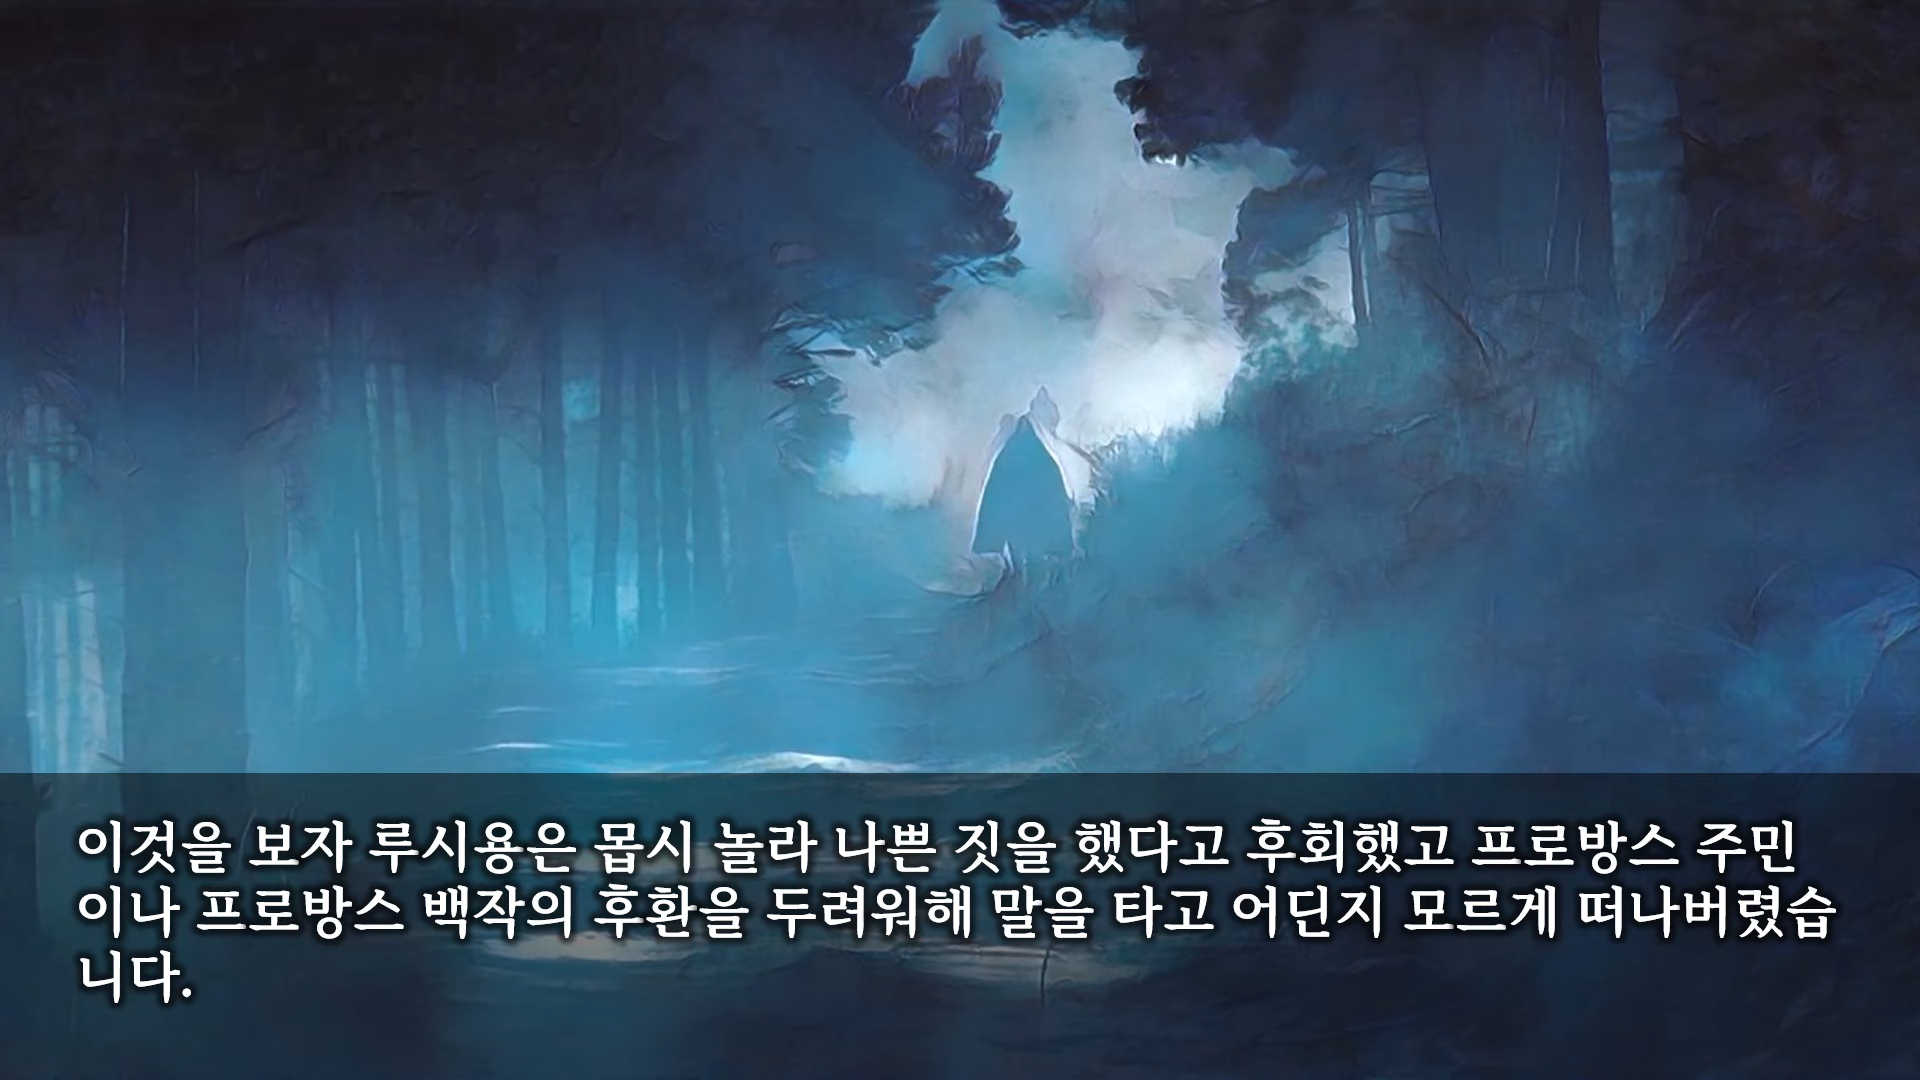 이것을 보자 루시용은 몹시 놀라 나쁜 짓을 했다고 후회했고 프로방스 주민
이나 프로방스 백작의 후환을 두려워해 말을 타고 어딘지 모르게 떠나버렸습
니다.